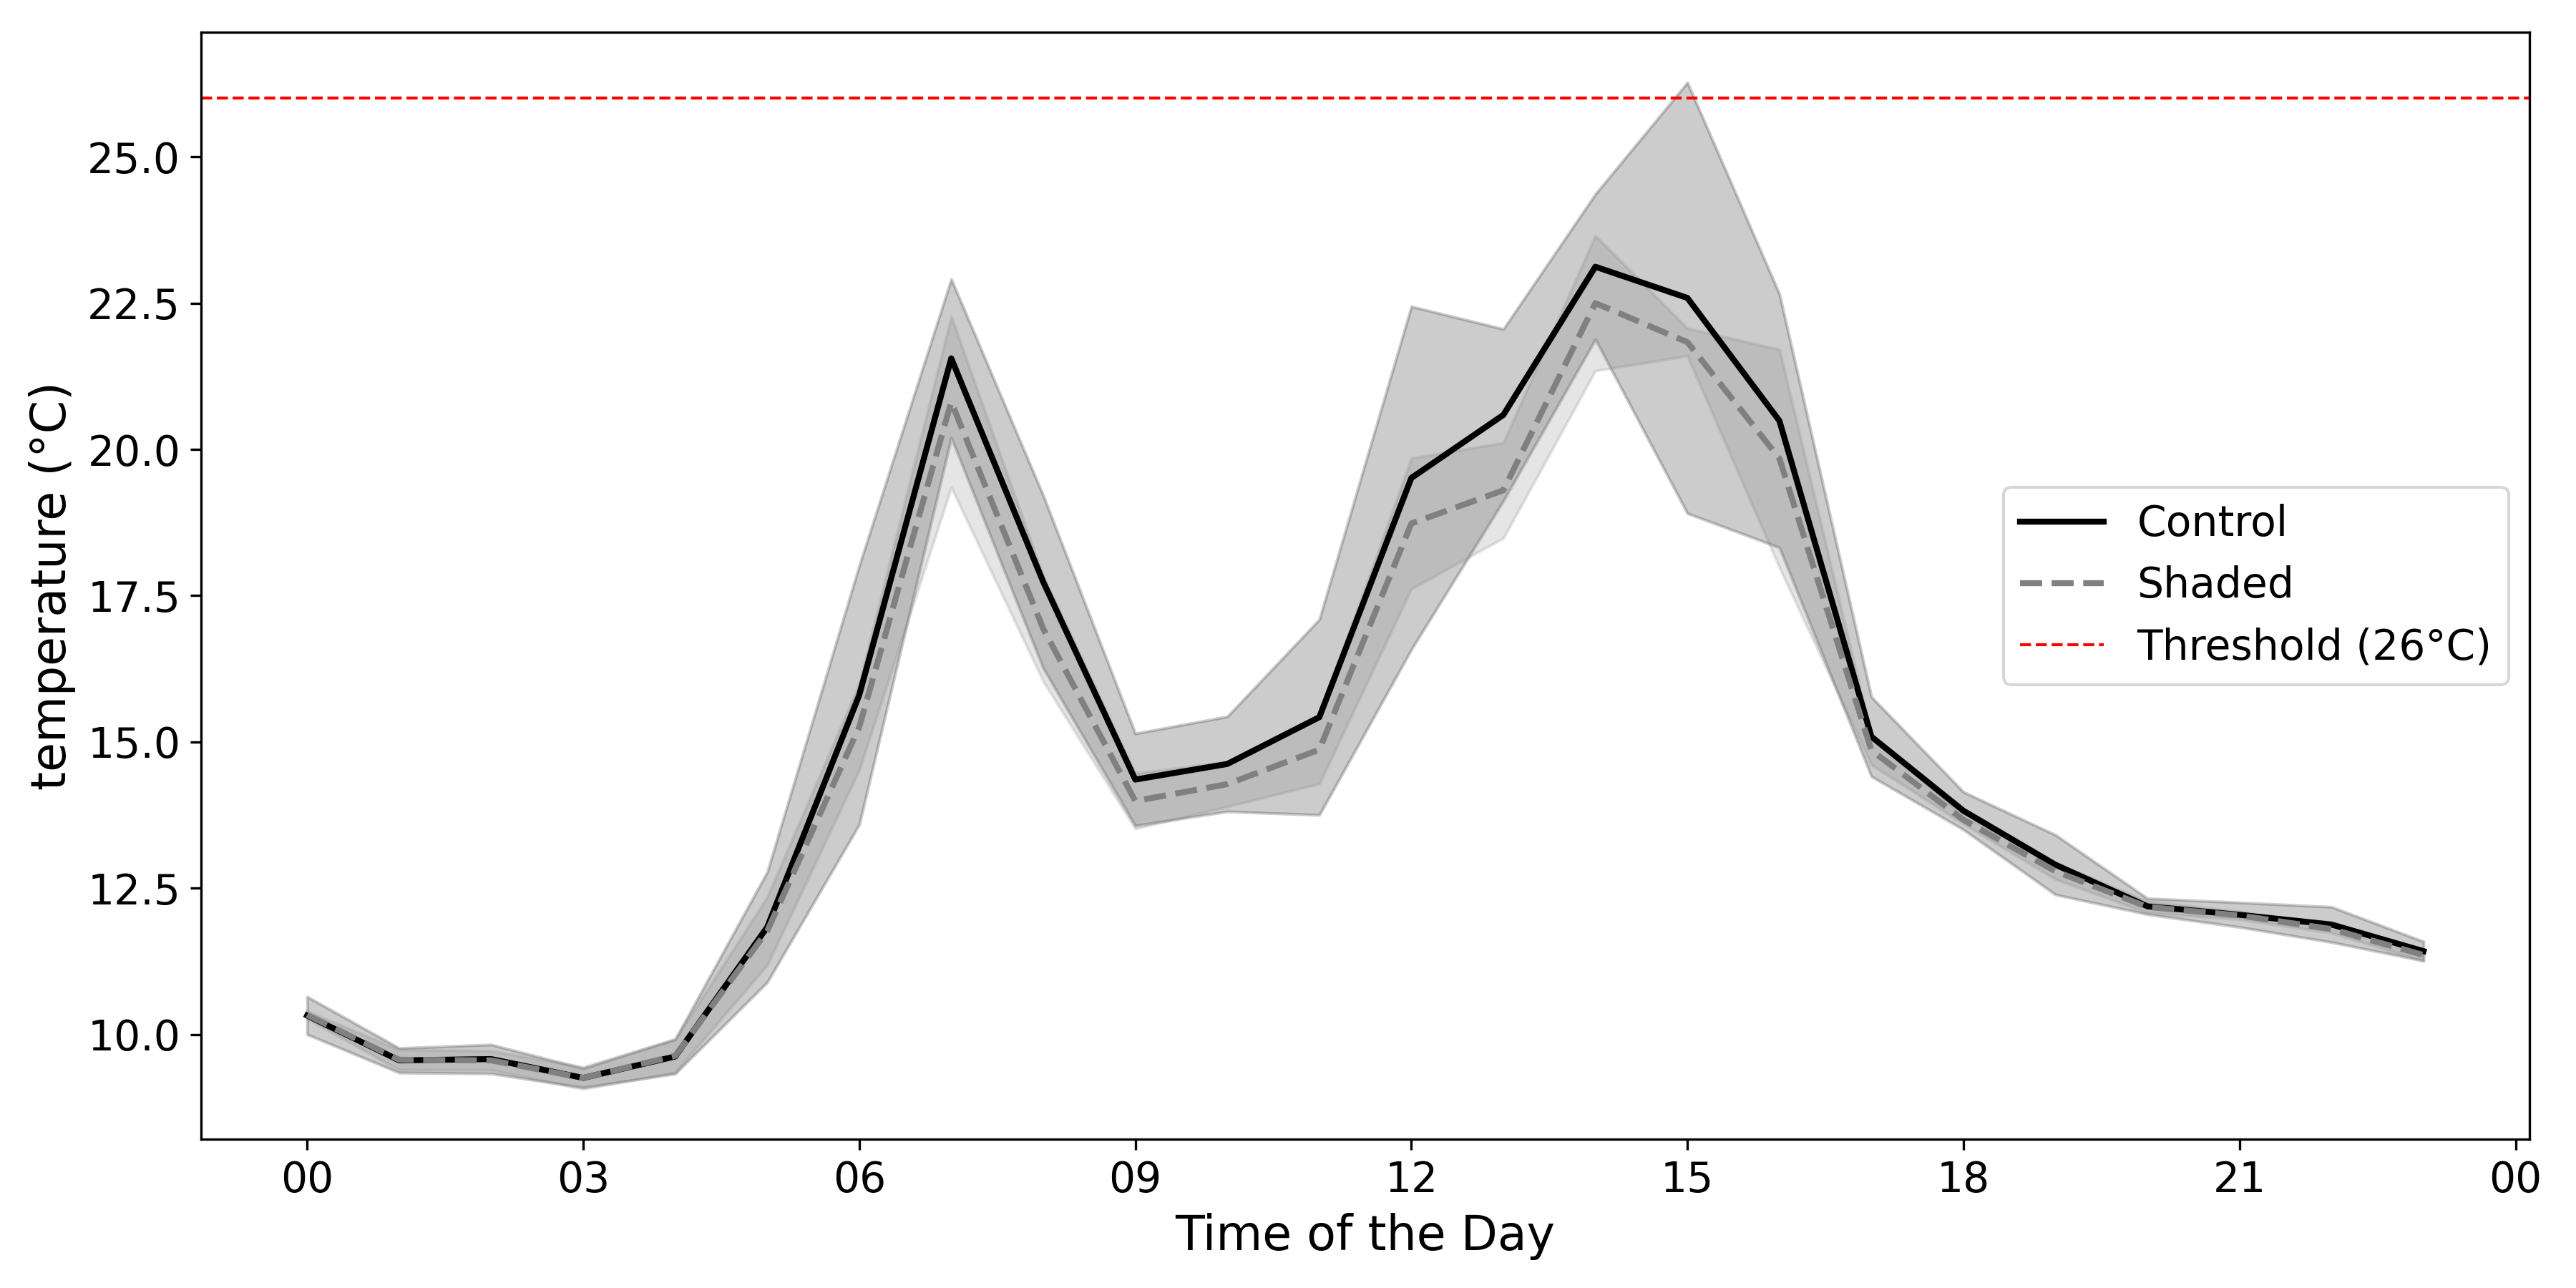 25.0
22.5
20.0
17.5
15.0
12.5
10.0
temperature (°C)
Control
Shaded
Threshold (26°C)
00 03 06 09 12 15 18 21 00
Time of the Day